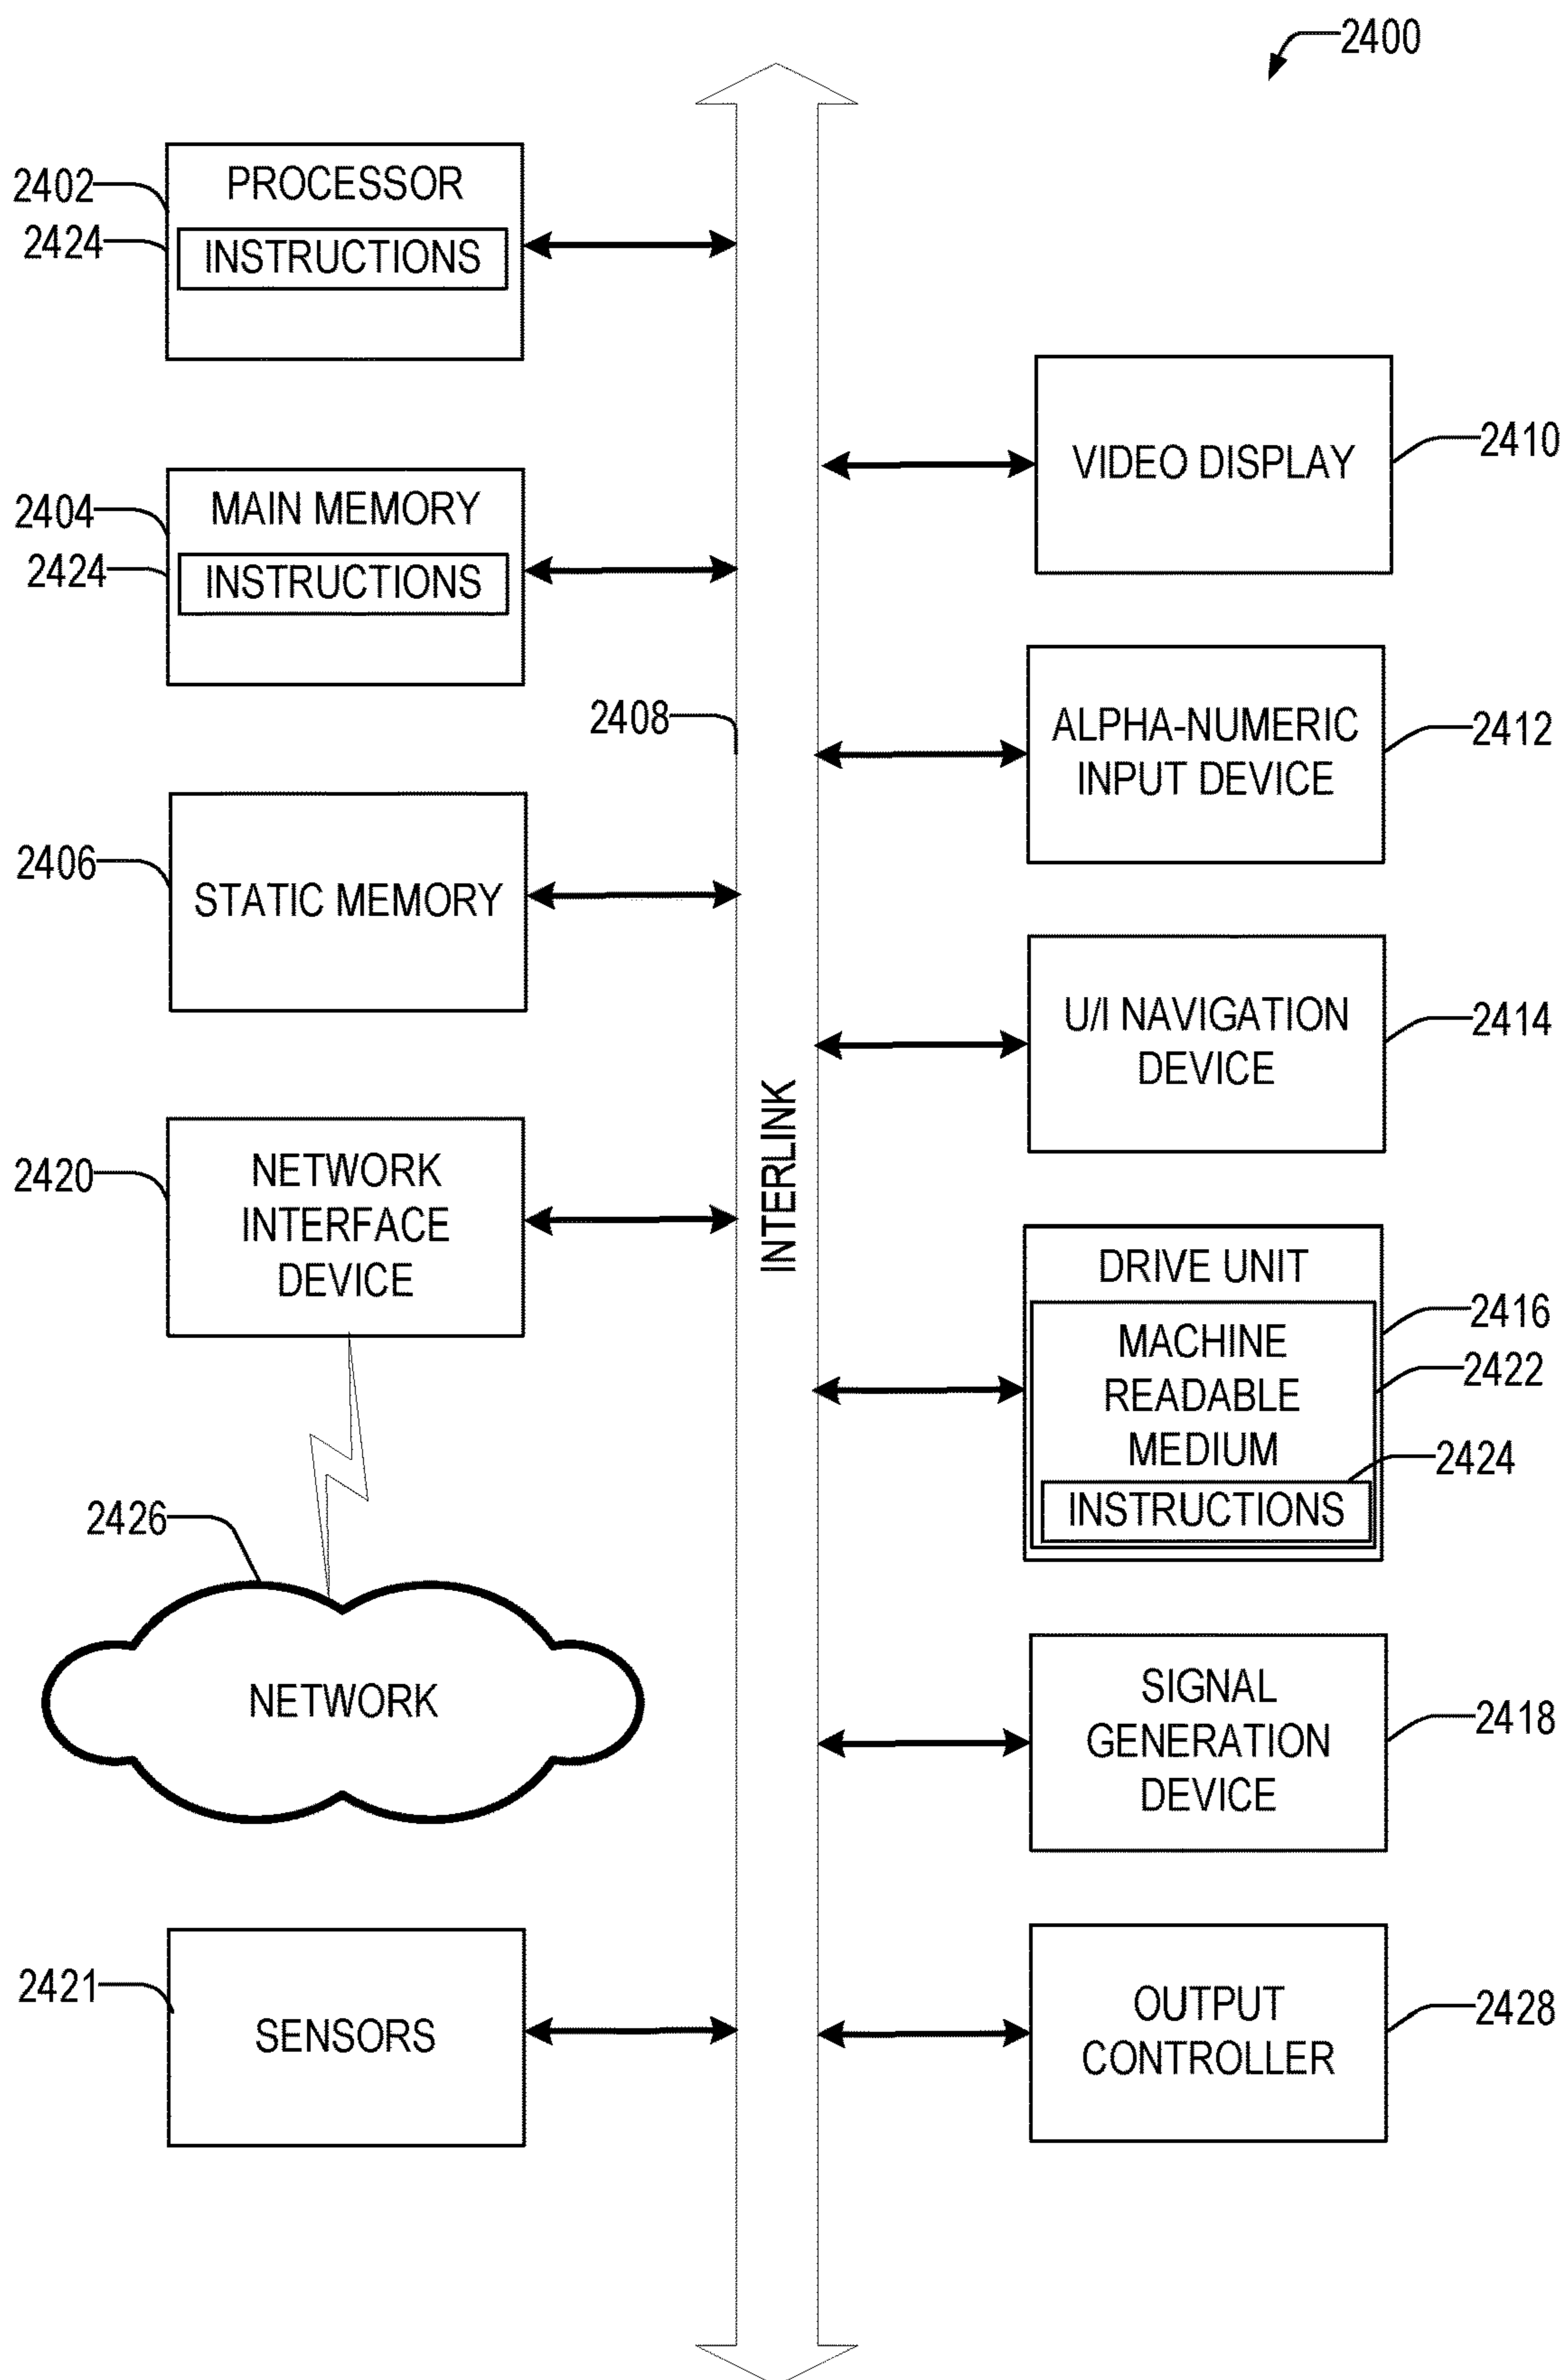 2400
2402
PROCESSOR
2424
INSTRUCTIONS
2404
MAIN MEMORY
2424
INSTRUCTIONS
2408
2406
STATIC MEMORY
2420
NETWORK
INTERFACE
DEVICE
2426
NETWORK
2421
SENSORS
INTERLINK
VIDEO DISPLAY
2410
ALPHA-NUMERIC
INPUT DEVICE
2412
U/I NAVIGATION
DEVICE
2414
DRIVE UNIT
2416
MACHINE
READABLE
MEDIUM
2422
2424
INSTRUCTIONS
SIGNAL
GENERATION
DEVICE
2418
OUTPUT
CONTROLLER
2428